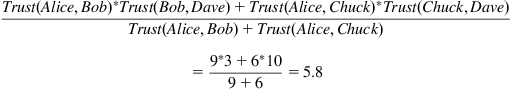 Trust(Alice, Bob)*Trust(Bob, Dave) + Trust(Alice, Chuck)*Trust(Chuck, Dave)
Trust(Alice, Bob) + Trust(Alice, Chuck)
9*3 + 6*10
= ――― = 5.8
9 + 6